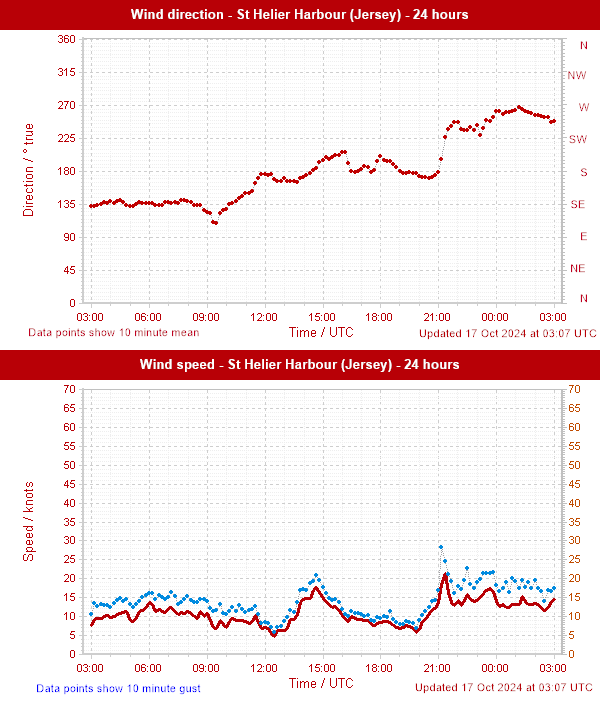 Wind direction - St Helier Harbour (Jersey) - 24 hours
Direction / ° true
360
315
270
225
180
135
90
45
0
N
NW
W
SW
S
SE
E
NE
N
03:00 06:00 09:00 12:00 15:00 18:00 21:00 00:00 03:00
Data points show 10 minute mean
Time / UTC
Updated 17 Oct 2024 at 03:07 UTC
Wind speed - St Helier Harbour (Jersey) - 24 hours
Speed / knots
70 70
65 65
60 60
55 55
50 50
45 45
40 40
35 35
30 30
25 25
20 20
15 15
10 10
5 5
0 0
03:00 06:00 09:00 12:00 15:00 18:00 21:00 00:00 03:00
Data points show 10 minute gust
Time / UTC
Updated 17 Oct 2024 at 03:07 UTC